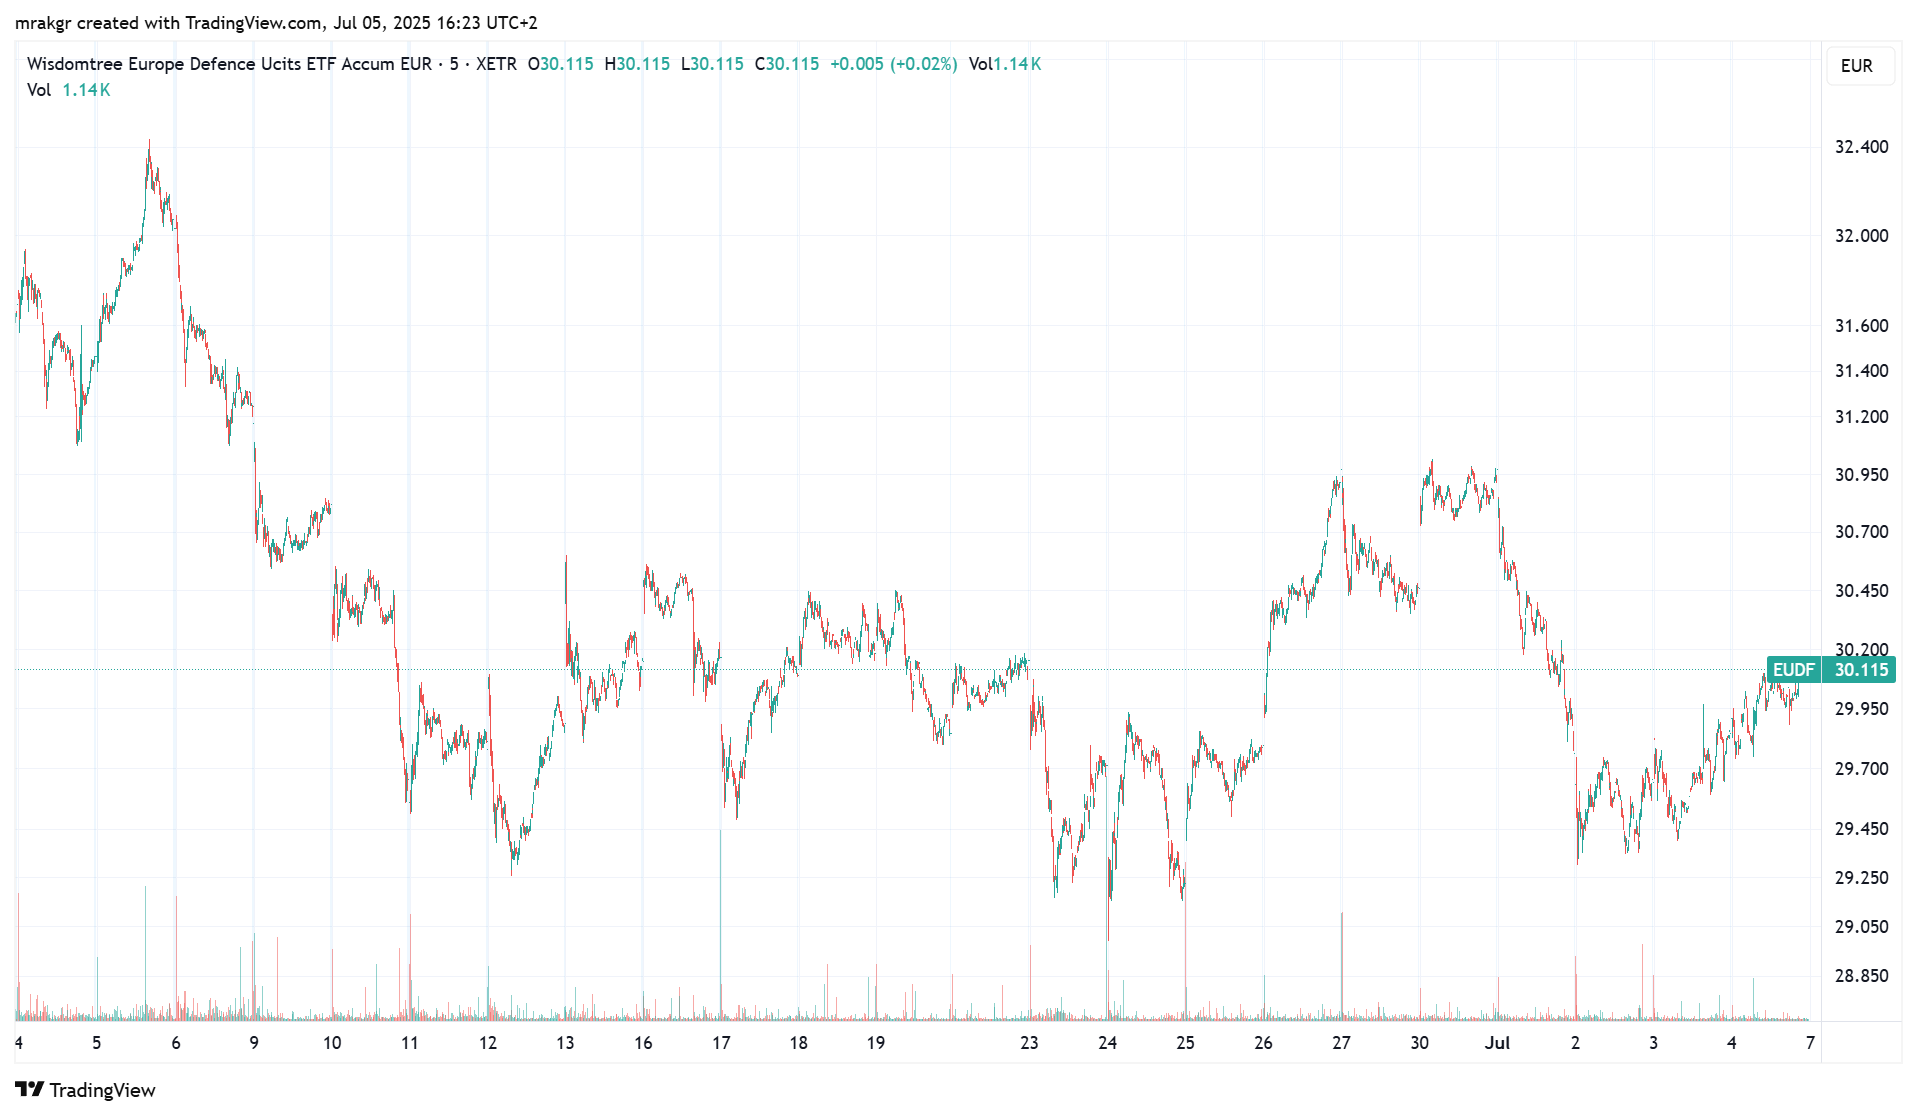 mrakgr created with TradingView.com, Jul 05, 2025 16:23 UTC+2
Wisdomtree Europe Defence Ucits ETF Accum EUR · 5 · XETR O30.115 H30.115 L30.115 C30.115 +0.005 (+0.02%) Vol1.14K
Vol 1.14K
EUR
32.400
32.000
31.600
31.400
31.200
30.950
30.700
30.450
30.200
EUDF 30.115
29.950
29.700
29.450
29.250
29.050
28.850
4 5 6 9 10 11 12 13 16 17 18 19 23 24 25 26 27 30 Jul 2 3 4 7
TradingView